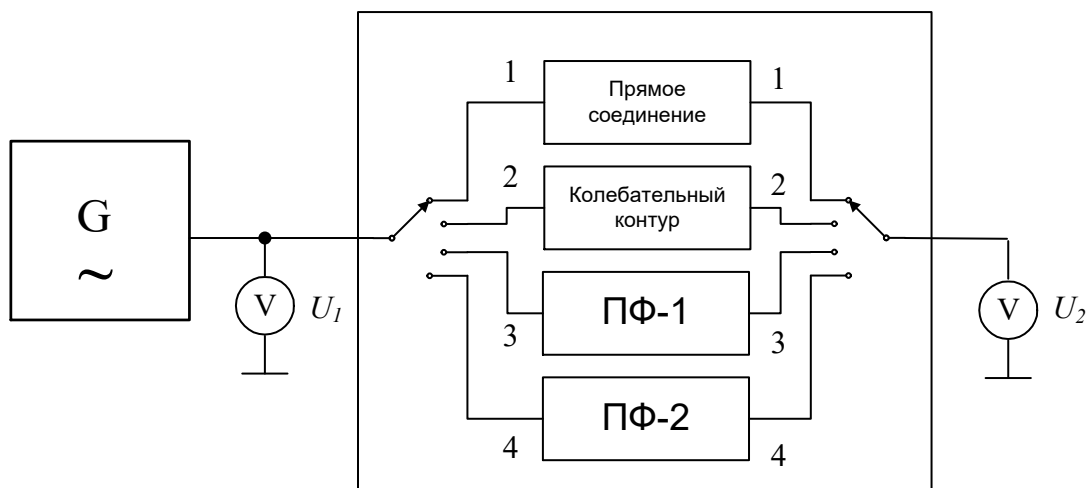 1
1
Прямое
соединение
2
2
Колебательный
контур
G
~
V
U1
ПФ-1
3
3
V
U2
ПФ-2
4
4